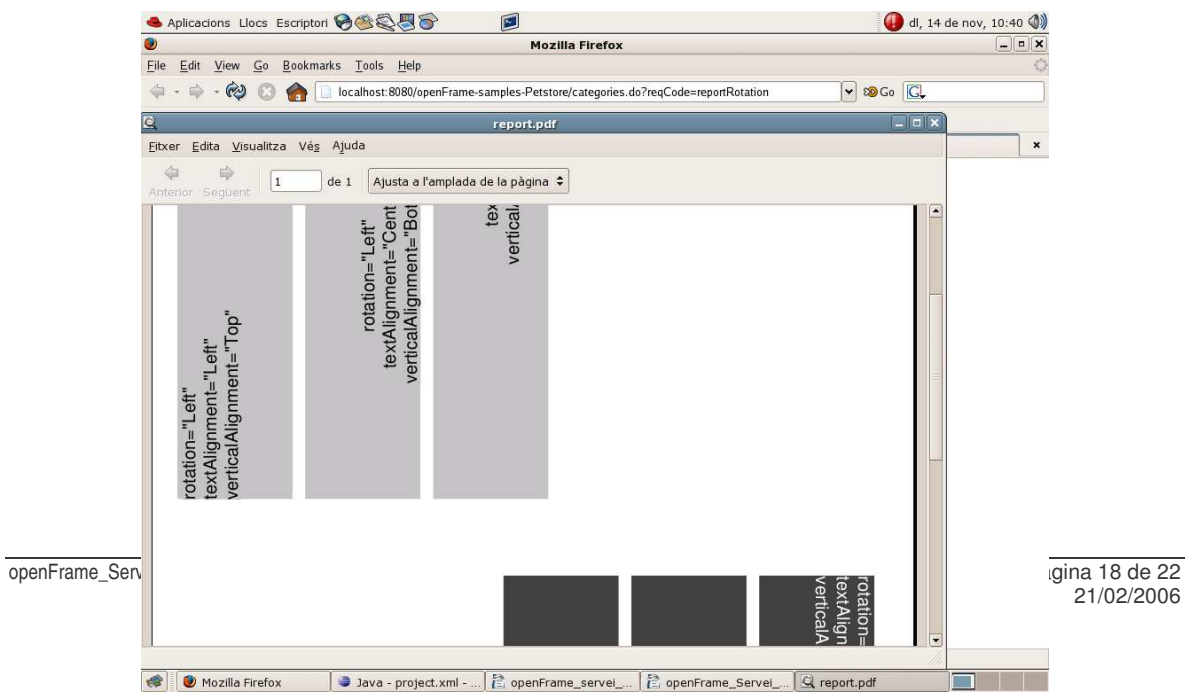 Aplicacions Llocs Escriptori
dl, 14 de nov, 10:40
Mozilla Firefox
File Edit View Go Bookmarks Tools Help
localhost:8080/openFrame-samples-Petstore/categories.do?reqCode=reportRotation
Go
report.pdf
Fitxer Edita Visualitza Vés Ajuda
Anterior Següent
1 de 1
Ajusta a l'amplada de la pàgina
rotation="Left"
textAlignment="Left"
verticalAlignment="Top"
rotation="Left"
textAlignment="Cent
verticalAlignment="Bot
tex
vertical
rotation=
textAlign
verticalA
openFrame_Serv
gina 18 de 22
21/02/2006
Mozilla Firefox
Java - project.xml - ...
openFrame_servei_...
openFrame_Servei_...
report.pdf